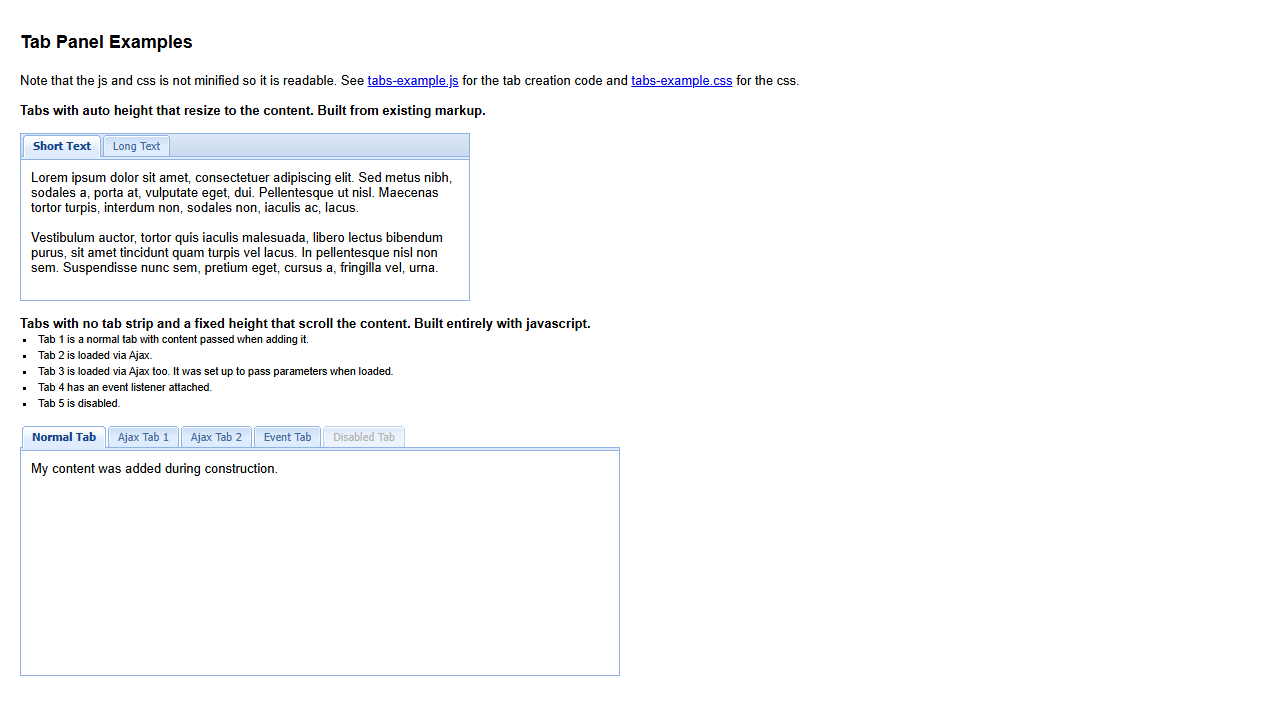 Tab Panel Examples
Note that the js and css is not minified so it is readable. See tabs-example.js for the tab creation code and tabs-example.css for the css.
Tabs with auto height that resize to the content. Built from existing markup.
Short Text Long Text
Lorem ipsum dolor sit amet, consectetuer adipiscing elit. Sed metus nibh,
sodales a, porta at, vulputate eget, dui. Pellentesque ut nisl. Maecenas
tortor turpis, interdum non, sodales non, iaculis ac, lacus.
Vestibulum auctor, tortor quis iaculis malesuada, libero lectus bibendum
purus, sit amet tincidunt quam turpis vel lacus. In pellentesque nisl non
sem. Suspendisse nunc sem, pretium eget, cursus a, fringilla vel, urna.
Tabs with no tab strip and a fixed height that scroll the content. Built entirely with javascript.
Tab 1 is a normal tab with content passed when adding it.
Tab 2 is loaded via Ajax.
Tab 3 is loaded via Ajax too. It was set up to pass parameters when loaded.
Tab 4 has an event listener attached.
Tab 5 is disabled.
Normal Tab Ajax Tab 1 Ajax Tab 2 Event Tab Disabled Tab
My content was added during construction.